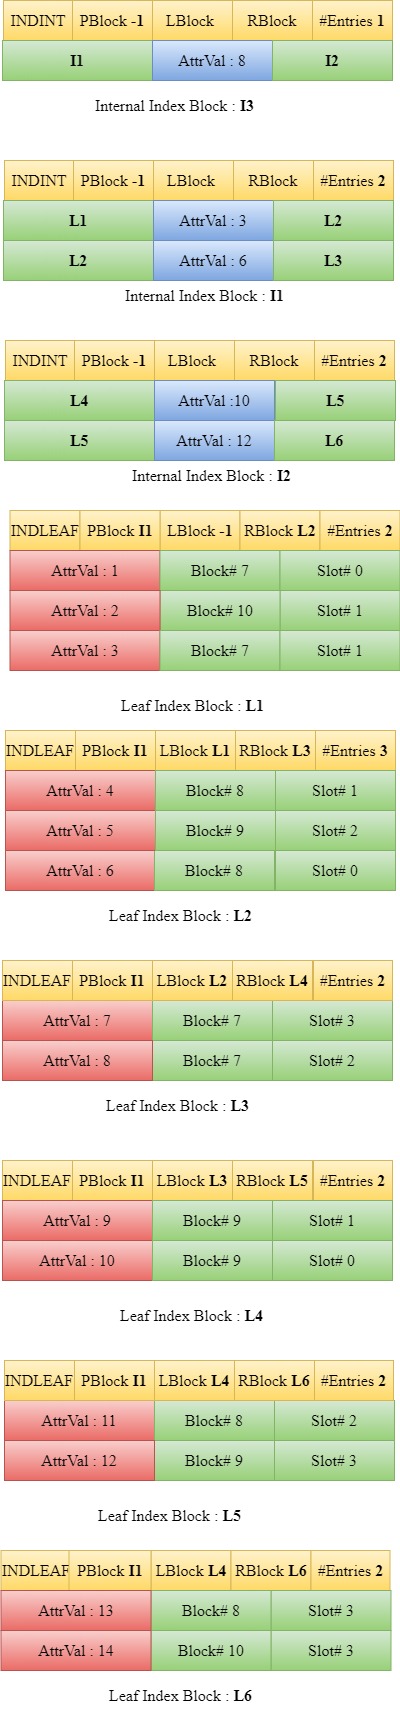 INDINT PBlock -1 LBlock RBlock #Entries 1
I1 AttrVal : 8 I2
Internal Index Block : I3
INDINT PBlock -1 LBlock RBlock #Entries 2
L1 AttrVal : 3 L2
L2 AttrVal : 6 L3
Internal Index Block : I1
INDINT PBlock -1 LBlock RBlock #Entries 2
L4 AttrVal :10 L5
L5 AttrVal : 12 L6
Internal Index Block : I2
INDLEAF PBlock I1 LBlock -1 RBlock L2 #Entries 2
AttrVal : 1 Block# 7 Slot# 0
AttrVal : 2 Block# 10 Slot# 1
AttrVal : 3 Block# 7 Slot# 1
Leaf Index Block : L1
INDLEAF PBlock I1 LBlock L1 RBlock L3 #Entries 3
AttrVal : 4 Block# 8 Slot# 1
AttrVal : 5 Block# 9 Slot# 2
AttrVal : 6 Block# 8 Slot# 0
Leaf Index Block : L2
INDLEAF PBlock I1 LBlock L2 RBlock L4 #Entries 2
AttrVal : 7 Block# 7 Slot# 3
AttrVal : 8 Block# 7 Slot# 2
Leaf Index Block : L3
INDLEAF PBlock I1 LBlock L3 RBlock L5 #Entries 2
AttrVal : 9 Block# 9 Slot# 1
AttrVal : 10 Block# 9 Slot# 0
Leaf Index Block : L4
INDLEAF PBlock I1 LBlock L4 RBlock L6 #Entries 2
AttrVal : 11 Block# 8 Slot# 2
AttrVal : 12 Block# 9 Slot# 3
Leaf Index Block : L5
INDLEAF PBlock I1 LBlock L4 RBlock L6 #Entries 2
AttrVal : 13 Block# 8 Slot# 3
AttrVal : 14 Block# 10 Slot# 3
Leaf Index Block : L6